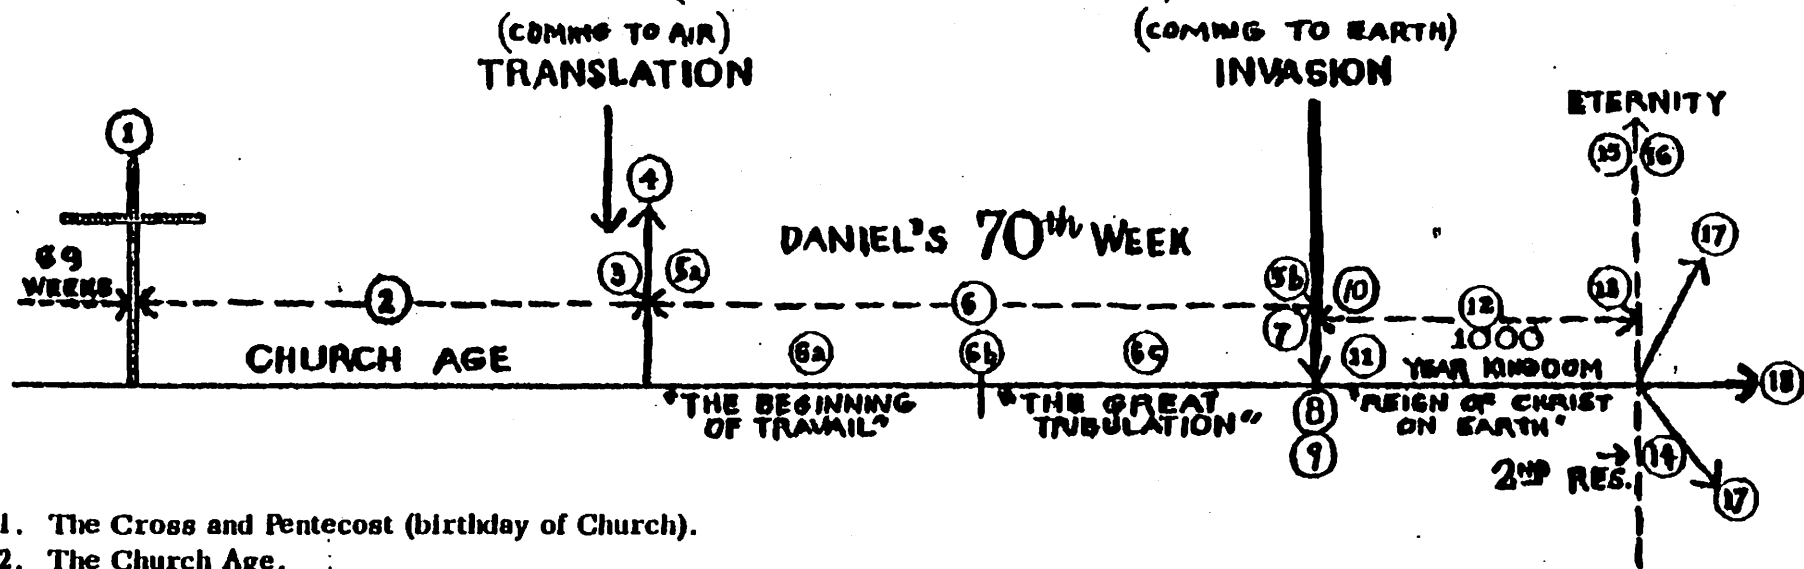 (COMING TO AIR)
TRANSLATION
(COMING TO EARTH)
INVASION
ETERNITY
1
15 16
4
17
DANIEL'S 70th WEEK
69
WEEKS
3 5a
5b 10
13
2
6
12
7
1000
CHURCH AGE
6a
6b
6c
11
YEAR KINGDOM
18
"THE BEGINNING
OF TRAVAIL"
"THE GREAT
TRIBULATION"
8
9
"REIGN OF CHRIST
ON EARTH"
2ND RES.
14
17
1. The Cross and Pentecost (birthday of Church).
2. The Church Age.